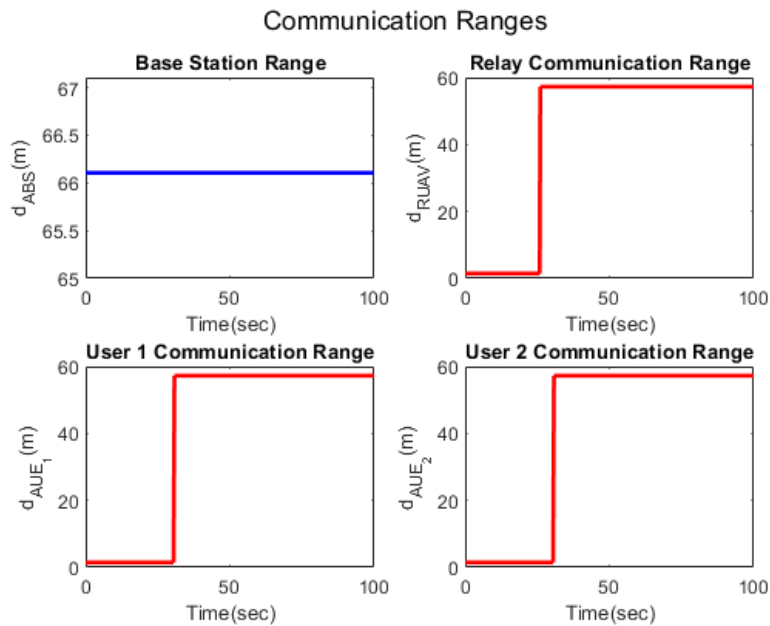 Communication Ranges
Base Station Range
67
66.5
66
65.5
65
d_ABS(m)
0 50 100
Time(sec)
Relay Communication Range
60
40
20
0
d_RUAV(m)
0 50 100
Time(sec)
User 1 Communication Range
60
40
20
0
d_AUE_1(m)
0 50 100
Time(sec)
User 2 Communication Range
60
40
20
0
d_AUE_2(m)
0 50 100
Time(sec)